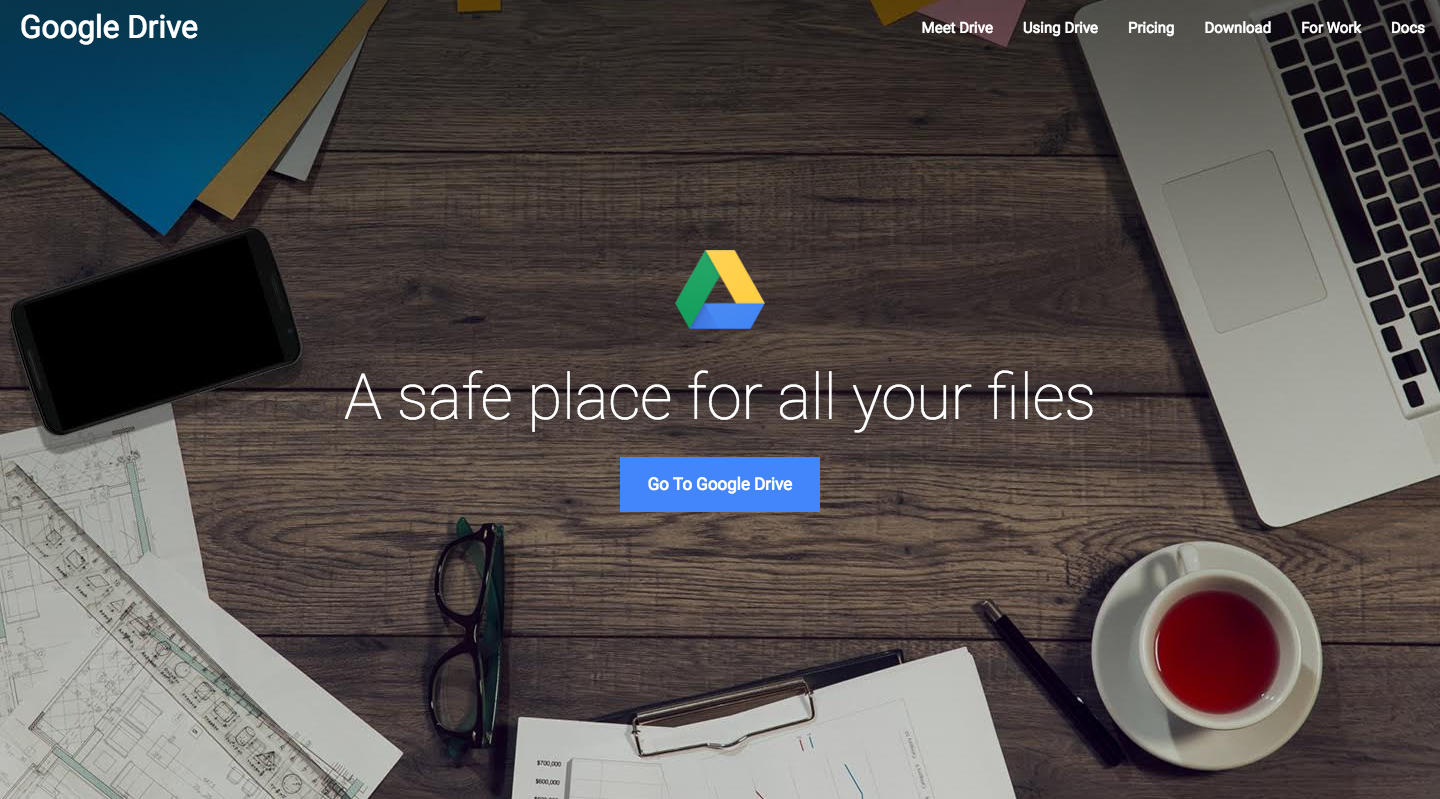 Google Drive
Meet Drive Using Drive Pricing Download For Work Docs
A safe place for all your files
Go To Google Drive
$700,000
$600,000